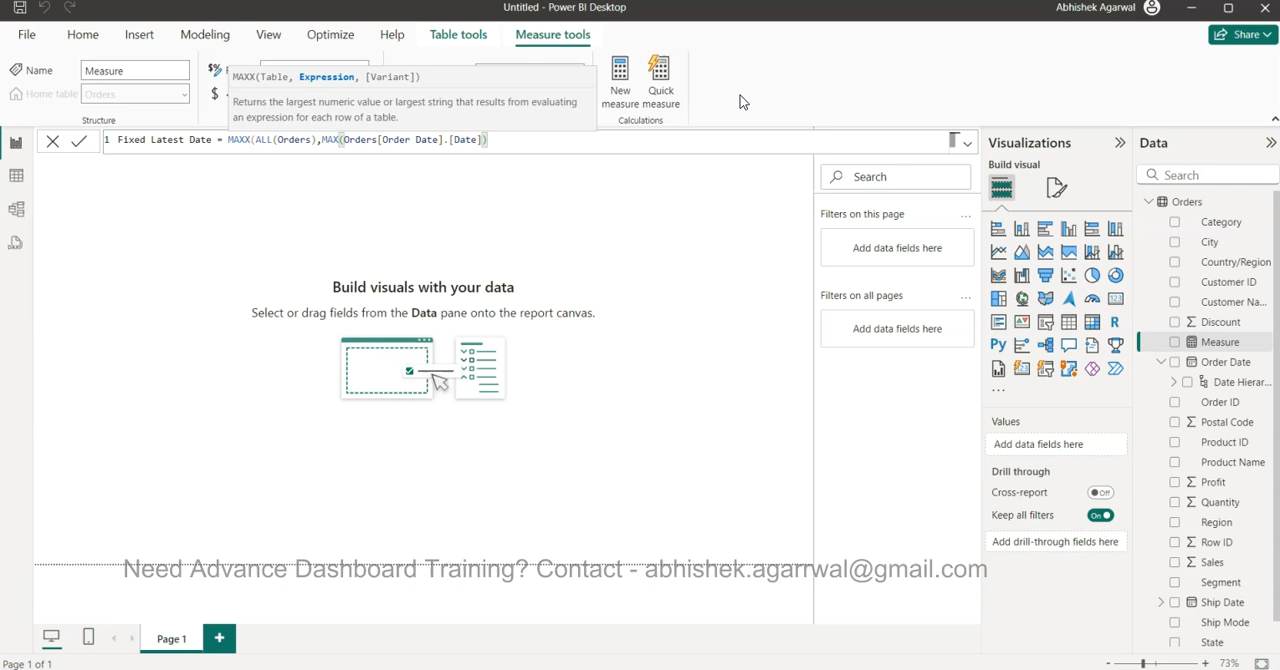 Untitled - Power BI Desktop
Abhishek Agarwal
File
Home
Insert
Modeling
View
Optimize
Help
Table tools
Measure tools
Share
Name
Measure
Home table
Orders
Structure
$%
$
MAXX(Table, Expression, [Variant])
Returns the largest numeric value or largest string that results from evaluating
an expression for each row of a table.
New
measure
Quick
measure
Calculations
1 Fixed Latest Date = MAXX(ALL(Orders),MAX(Orders[Order Date].[Date])
Build visuals with your data
Select or drag fields from the Data pane onto the report canvas.
Search
Filters on this page
...
Add data fields here
Filters on all pages
...
Add data fields here
Visualizations
Build visual
123
R
Py
...
Values
Add data fields here
Drill through
Cross-report
Off
Keep all filters
On
Add drill-through fields here
Data
Search
Orders
Category
City
Country/Region
Customer ID
Customer Na...
Discount
Measure
Order Date
Date Hierar...
Order ID
Postal Code
Product ID
Product Name
Profit
Quantity
Region
Row ID
Sales
Segment
Ship Date
Ship Mode
State
Need Advance Dashboard Training? Contact - abhishek.agarrwal@gmail.com
Page 1
+
Page 1 of 1
- + 73%